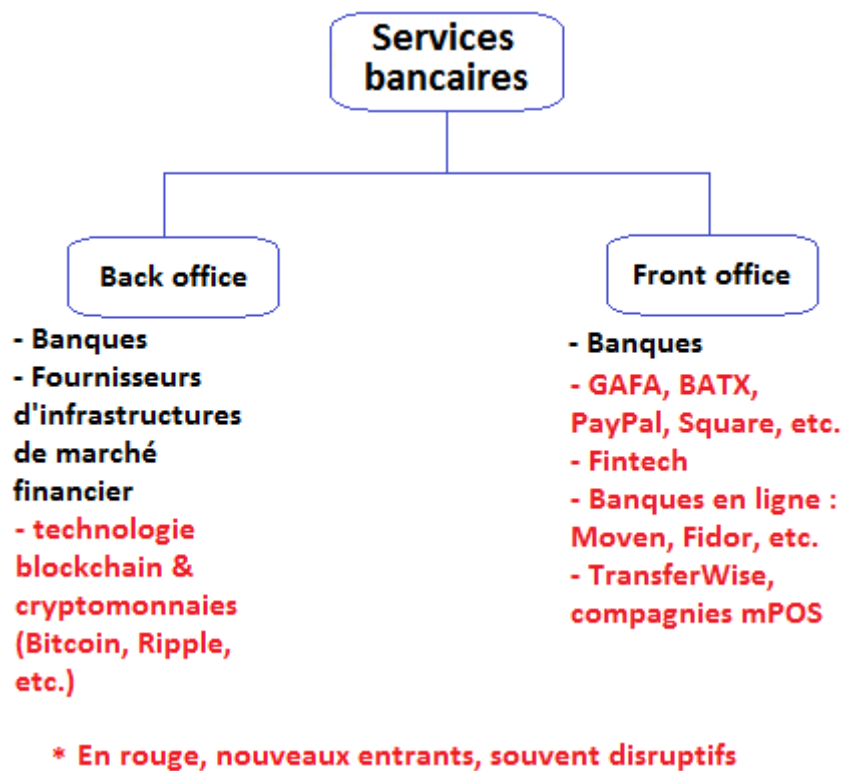 Services
bancaires
Back office
- Banques
- Fournisseurs
d'infrastructures
de marché
financier
- technologie
blockchain &
cryptomonnaies
(Bitcoin, Ripple,
etc.)
Front office
- Banques
- GAFA, BATX,
PayPal, Square, etc.
- Fintech
- Banques en ligne :
Moven, Fidor, etc.
- TransferWise,
compagnies mPOS
* En rouge, nouveaux entrants, souvent disruptifs